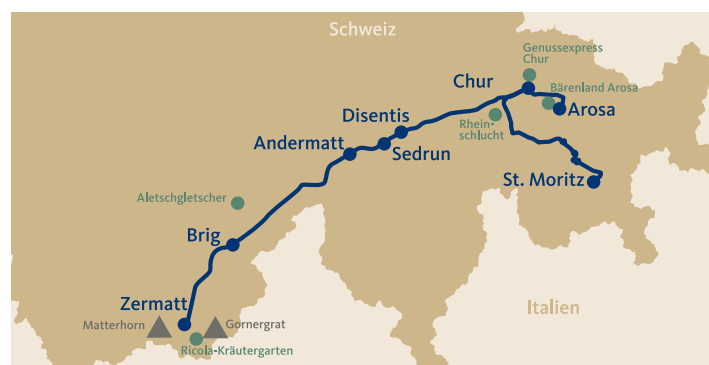 Schweiz
Genussexpress
Chur
Chur
Bärenland Arosa
Arosa
Disentis
Rhein-
schlucht
Andermatt
Sedrun
St. Moritz
Aletschgletscher
Brig
Zermatt
Italien
Matterhorn
Gornergrat
Ricola-Kräutergarten